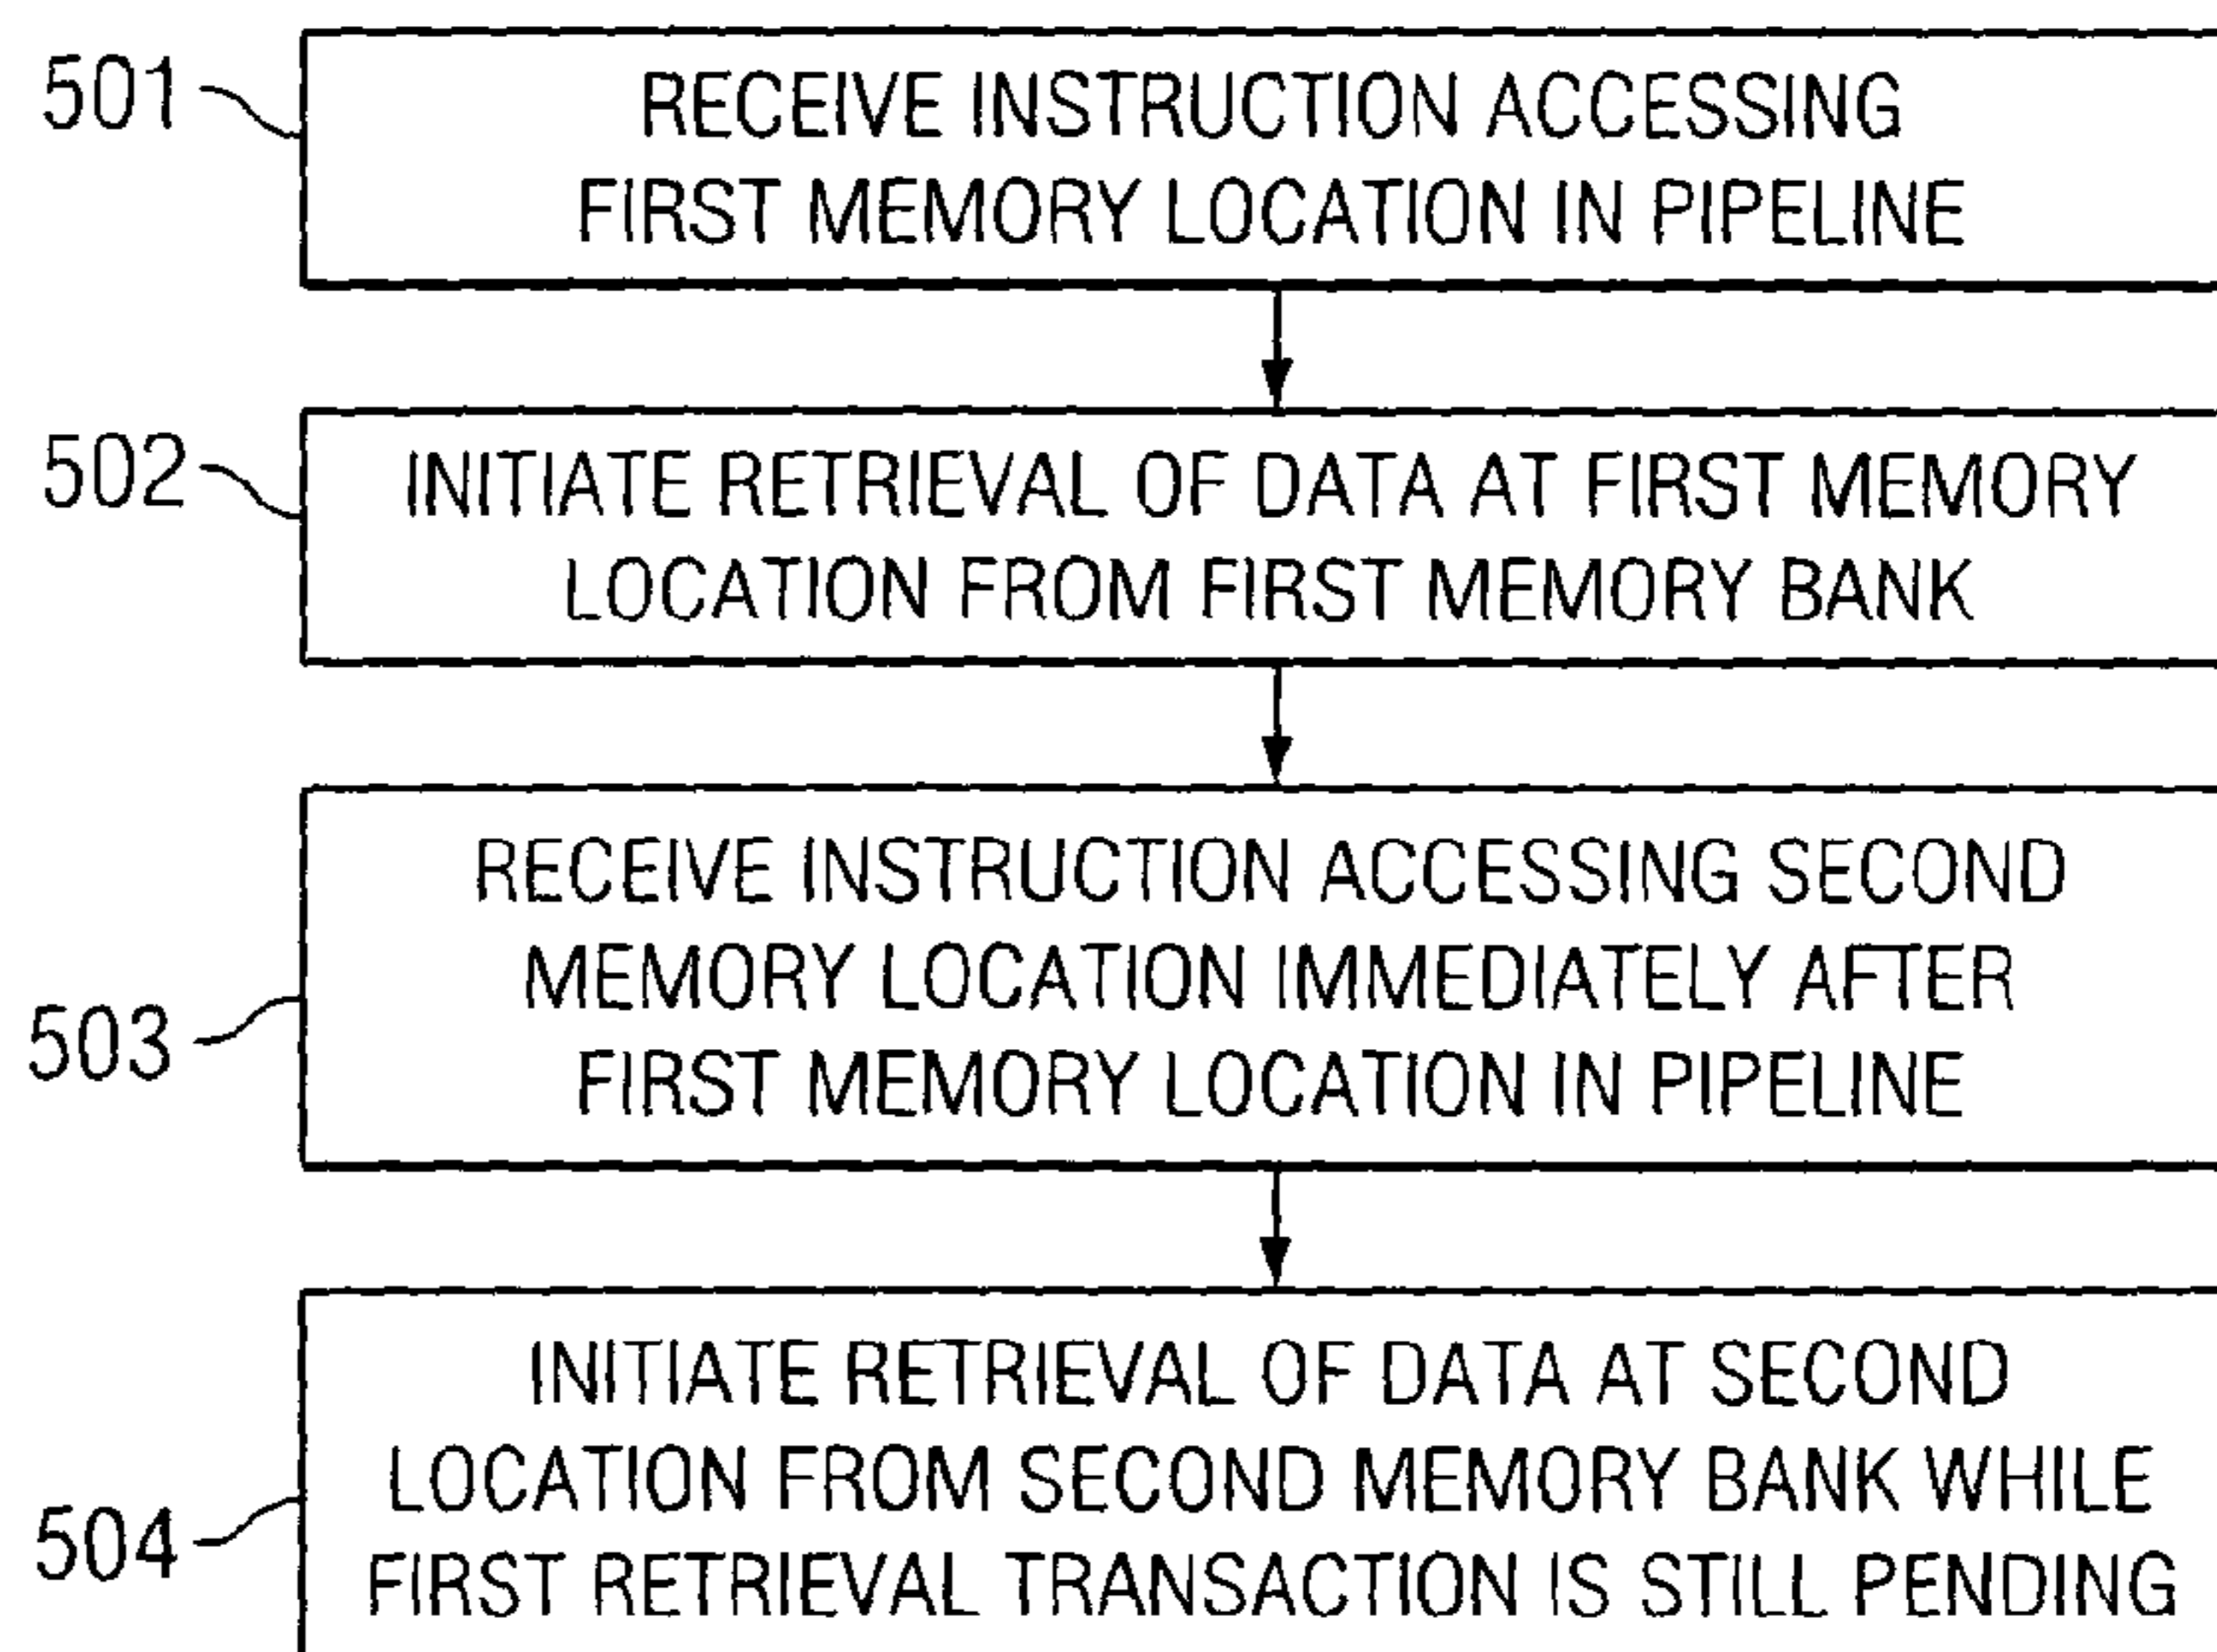 501
RECEIVE INSTRUCTION ACCESSING
FIRST MEMORY LOCATION IN PIPELINE
502
INITIATE RETRIEVAL OF DATA AT FIRST MEMORY
LOCATION FROM FIRST MEMORY BANK
503
RECEIVE INSTRUCTION ACCESSING SECOND
MEMORY LOCATION IMMEDIATELY AFTER
FIRST MEMORY LOCATION IN PIPELINE
504
INITIATE RETRIEVAL OF DATA AT SECOND
LOCATION FROM SECOND MEMORY BANK WHILE
FIRST RETRIEVAL TRANSACTION IS STILL PENDING